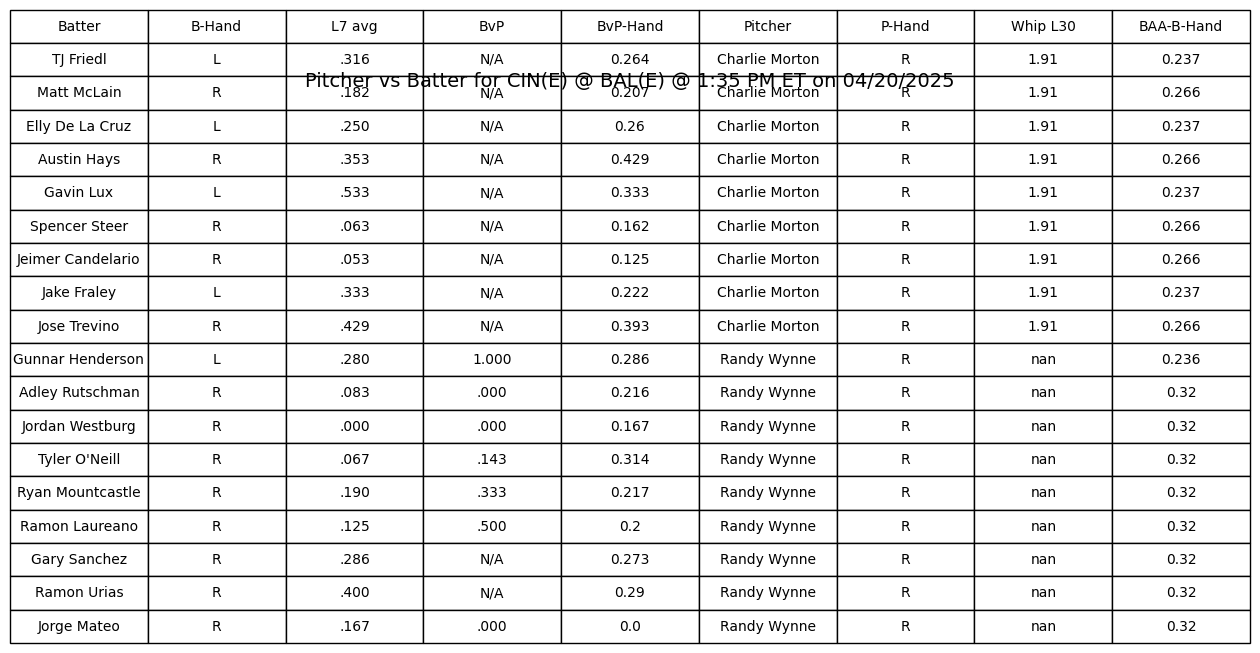 Batter B-Hand L7 avg BvP BvP-Hand Pitcher P-Hand Whip L30 BAA-B-Hand
TJ Friedl L .316 N/A 0.264 Charlie Morton R 1.91 0.237
Pitcher vs Batter for CIN(E) @ BAL(E) @ 1:35 PM ET on 04/20/2025
Matt McLain R .182 N/A 0.207 Charlie Morton R 1.91 0.266
Elly De La Cruz L .250 N/A 0.26 Charlie Morton R 1.91 0.237
Austin Hays R .353 N/A 0.429 Charlie Morton R 1.91 0.266
Gavin Lux L .533 N/A 0.333 Charlie Morton R 1.91 0.237
Spencer Steer R .063 N/A 0.162 Charlie Morton R 1.91 0.266
Jeimer Candelario R .053 N/A 0.125 Charlie Morton R 1.91 0.266
Jake Fraley L .333 N/A 0.222 Charlie Morton R 1.91 0.237
Jose Trevino R .429 N/A 0.393 Charlie Morton R 1.91 0.266
Gunnar Henderson L .280 1.000 0.286 Randy Wynne R nan 0.236
Adley Rutschman R .083 .000 0.216 Randy Wynne R nan 0.32
Jordan Westburg R .000 .000 0.167 Randy Wynne R nan 0.32
Tyler O'Neill R .067 .143 0.314 Randy Wynne R nan 0.32
Ryan Mountcastle R .190 .333 0.217 Randy Wynne R nan 0.32
Ramon Laureano R .125 .500 0.2 Randy Wynne R nan 0.32
Gary Sanchez R .286 N/A 0.273 Randy Wynne R nan 0.32
Ramon Urias R .400 N/A 0.29 Randy Wynne R nan 0.32
Jorge Mateo R .167 .000 0.0 Randy Wynne R nan 0.32